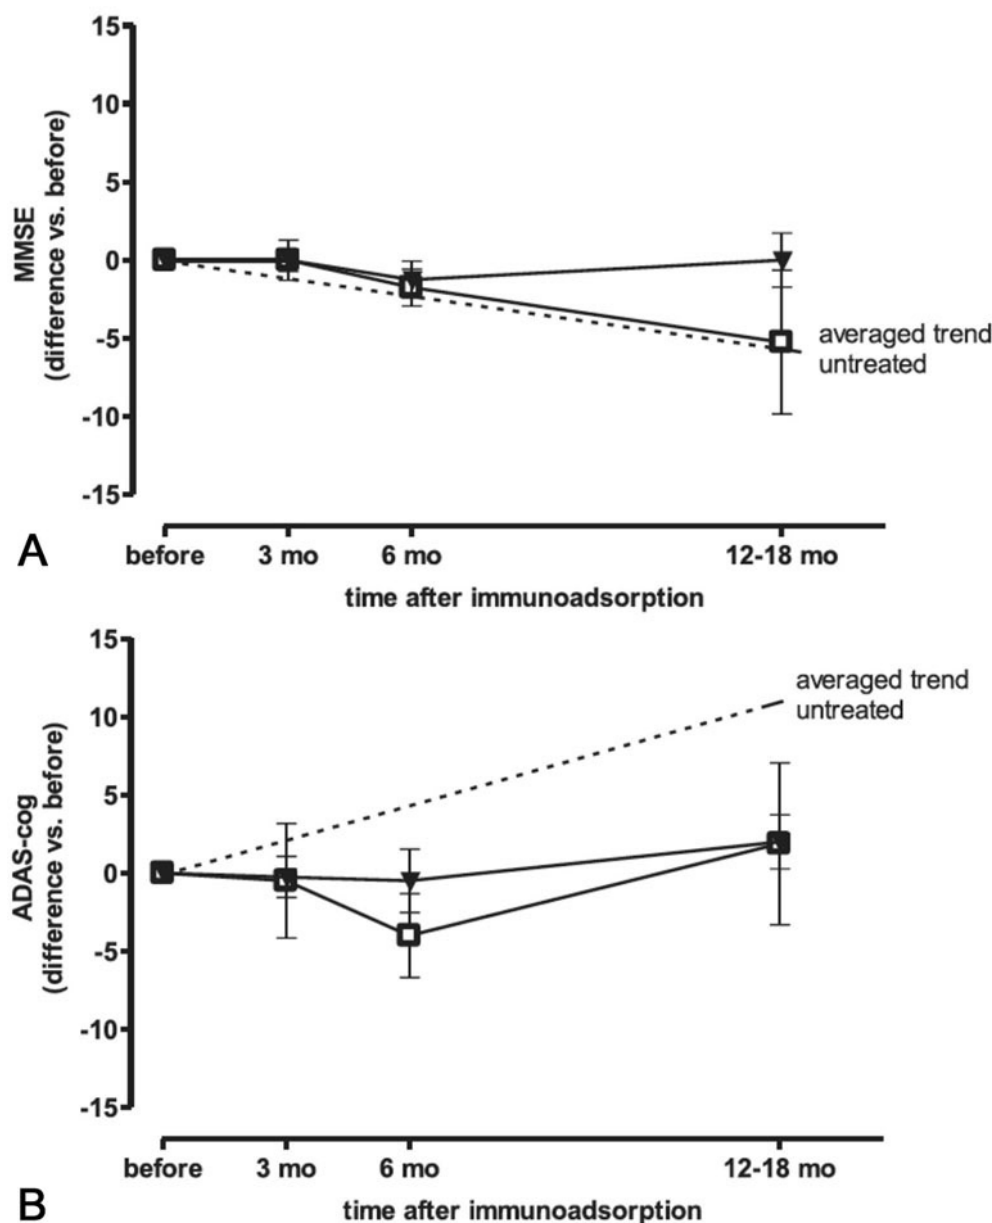 15
10
5
0
-5
-10
-15
MMSE
(difference vs. before)
averaged trend
untreated
A
before 3 mo 6 mo 12-18 mo
time after immunoadsorption
15
10
5
0
-5
-10
-15
ADAS-cog
(difference vs. before)
averaged trend
untreated
B
before 3 mo 6 mo 12-18 mo
time after immunoadsorption